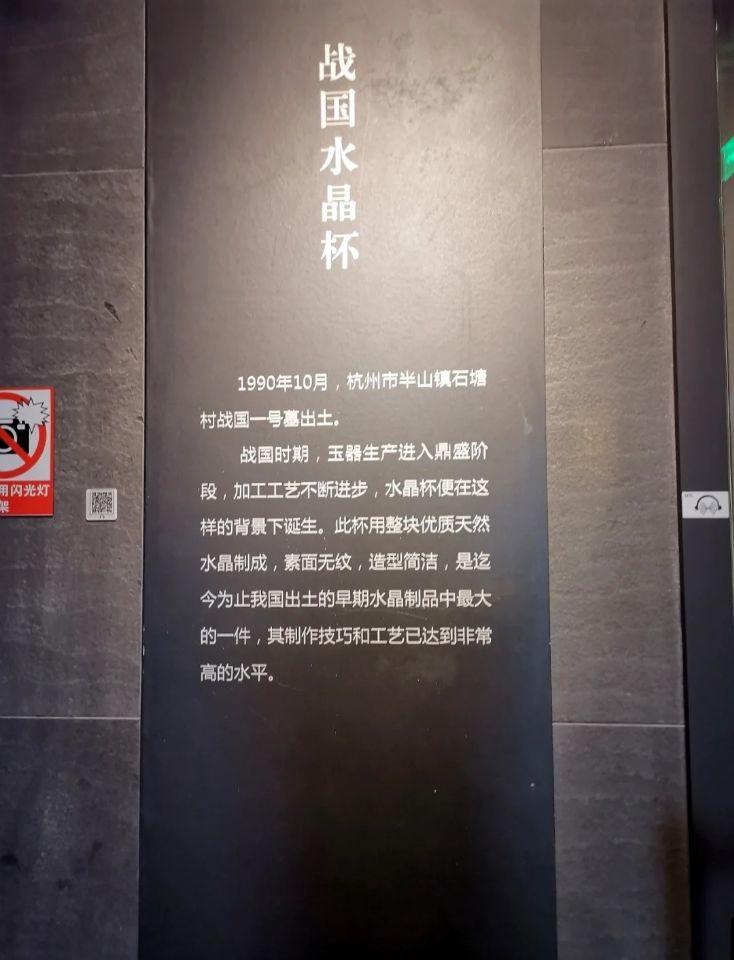 战国水晶杯
1990年10月，杭州市半山镇石塘
村战国一号墓出土。
战国时期，玉器生产进入鼎盛阶
段，加工工艺不断进步，水晶杯便在这
样的背景下诞生。此杯用整块优质天然
水晶制成，素面无纹，造型简洁，是迄
今为止我国出土的早期水晶制品中最大
的一件，其制作技巧和工艺已达到非常
高的水平。
用闪光灯
架